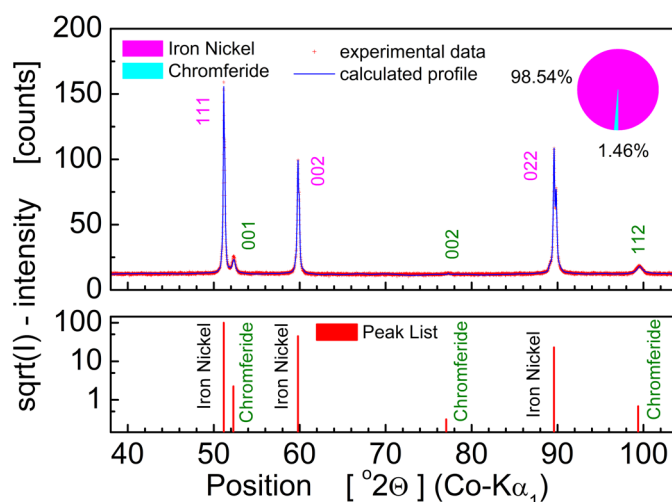 200
150
100
50
0
sqrt(I) - intensity [counts]
Iron Nickel
Chromferide
experimental data
calculated profile
98.54%
1.46%
111
001
002
002
022
112
100
10
1
Peak List
Iron Nickel
Chromferide
Iron Nickel
Chromferide
Iron Nickel
Chromferide
40 50 60 70 80 90 100
Position [ °2Θ ] (Co-Kα₁)